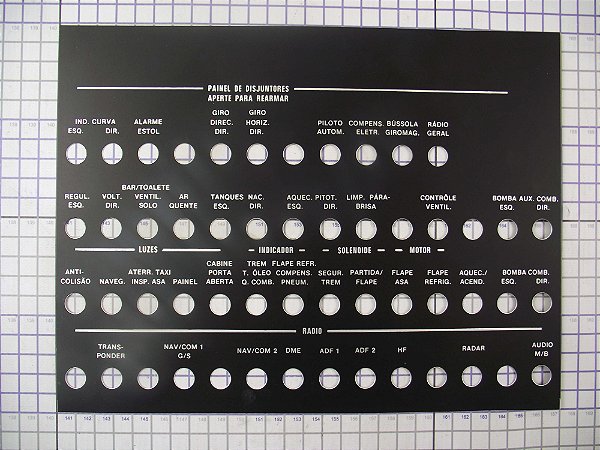 PAINEL DE DISJUNTORES
APERTE PARA REARMAR
IND. CURVA ALARME GIRO GIRO PILOTO COMPENS. BÚSSOLA RÁDIO
ESQ. DIR. ESTOL DIREC. HORIZ. AUTOM. ELETR. GIROMAG. GERAL
DIR. DIR.
REGUL. VOLT. BAR/TOALETE AR TANQUES NAC. AQUEC. PITOT. LIMP. PÁRA- CONTRÔLE BOMBA AUX. COMB.
ESQ. DIR. VENTIL. QUENTE ESQ. DIR. ESQ. DIR. BRISA VENTIL. ESQ. DIR.
SOLO
LUZES INDICADOR SOLENOIDE MOTOR
ANTI- NAVEG. ATERR. TAXI PAINEL CABINE TREM FLAPE REFR. SEGUR. PARTIDA/ FLAPE FLAPE AQUEC./ BOMBA COMB.
COLISÃO INSP. ASA PORTA T. ÓLEO COMPENS. TREM FLAPE ASA REFRIG. ACEND. ESQ. DIR.
ABERTA Q. COMB. PNEUM.
RADIO
TRANS- NAV/COM 1 NAV/COM 2 DME ADF 1 ADF 2 HF RADAR AUDIO
PONDER G/S M/B